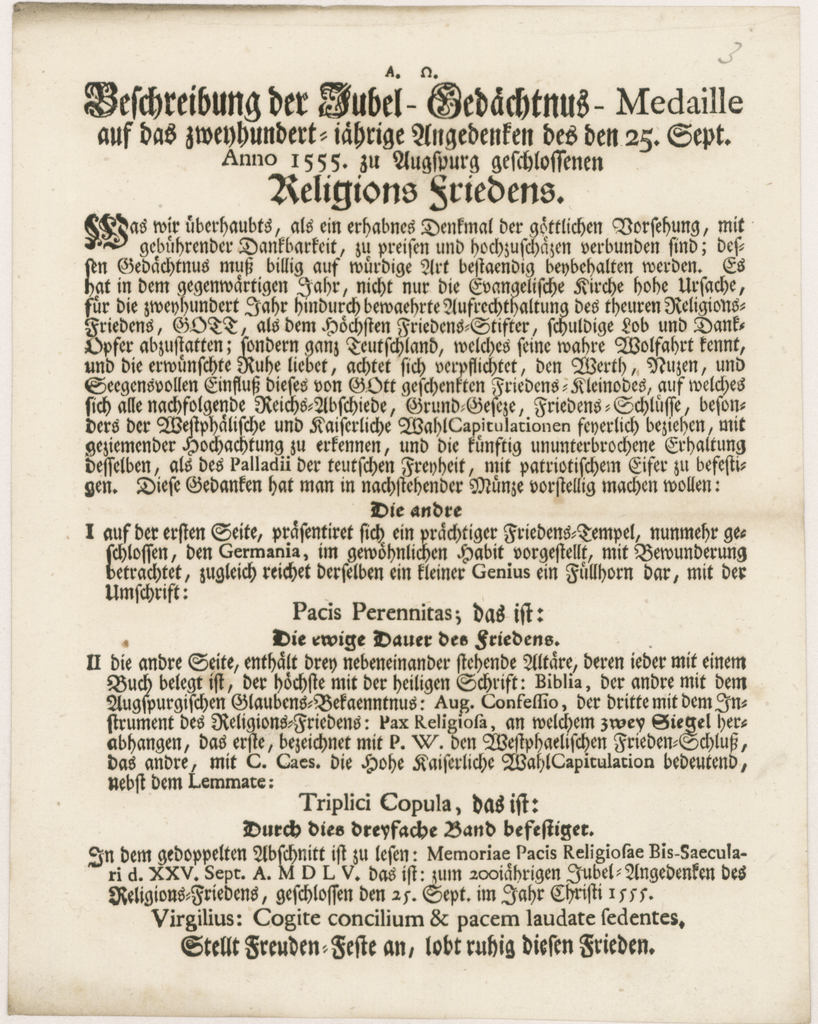 3
A. Ω.
Beschreibung der Jubel-Gedächtnus-Medaille
auf das zweyhundert-iährige Angedenken des den 25. Sept.
Anno 1555. zu Augspurg geschlossenen
Religions Friedens.
Was wir überhaubts, als ein erhabnes Denkmal der göttlichen Vorsehung, mit
gebührender Dankbarkeit, zu preisen und hochzuschäzen verbunden sind; des-
sen Gedächtnus muß billig auf würdige Art bestaendig beybehalten werden. Es
hat in dem gegenwärtigen Jahr, nicht nur die Evangelische Kirche hohe Ursache,
für die zweyhundert Jahr hindurch bewaehrte Aufrechthaltung des theuren Religions-
Friedens, GOTT, als dem Höchsten Friedens-Stifter, schuldige Lob und Dank-
Opfer abzustatten; sondern ganz Teutschland, welches seine wahre Wolfahrt kennt,
und die erwünschte Ruhe liebet, achtet sich verpflichtet, den Werth, Nuzen, und
Seegensvollen Einfluß dieses von GOtt geschenkten Friedens-Kleinodes, auf welches
sich alle nachfolgende Reichs-Abschiede, Grund-Geseze, Friedens-Schlüsse, beson-
ders der Westphälische und Kaiserliche WahlCapitulationen feyerlich beziehen, mit
geziemender Hochachtung zu erkennen, und die künftig ununterbrochene Erhaltung
desselben, als des Palladii der teutschen Freyheit, mit patriotischem Eifer zu befesti-
gen. Diese Gedanken hat man in nachstehender Münze vorstellig machen wollen:
Die andre
I auf der ersten Seite, präsentiret sich ein prächtiger Friedens-Tempel, nunmehr ge-
schlossen, den Germania, im gewöhnlichen Habit vorgestellt, mit Bewunderung
betrachtet, zugleich reichet derselben ein kleiner Genius ein Füllhorn dar, mit der
Umschrift:
Pacis Perennitas; das ist:
Die ewige Dauer des Friedens.
II die andre Seite, enthält drey nebeneinander stehende Altäre, deren ieder mit einem
Buch belegt ist, der höchste mit der heiligen Schrift: Biblia, der andre mit dem
Augspurgischen Glaubens-Bekaenntnus: Aug. Confessio, der dritte mit dem In-
strument des Religions-Friedens: Pax Religiosa, an welchem zwey Siegel her-
abhangen, das erste, bezeichnet mit P. W. den Westphaelischen Frieden-Schluß,
das andre, mit C. Caes. die Hohe Kaiserliche WahlCapitulation bedeutend,
nebst dem Lemmate:
Triplici Copula, das ist:
Durch dies dreyfache Band befestiget.
In dem gedoppelten Abschnitt ist zu lesen: Memoriae Pacis Religiosae Bis-Saecula-
ri d. XXV. Sept. A. M D L V. das ist: zum 200iährigen Jubel-Angedenken des
Religions-Friedens, geschlossen den 25. Sept. im Jahr Christi 1555.
Virgilius: Cogite concilium & pacem laudate sedentes,
Stellt Freuden-Feste an, lobt ruhig diesen Frieden.